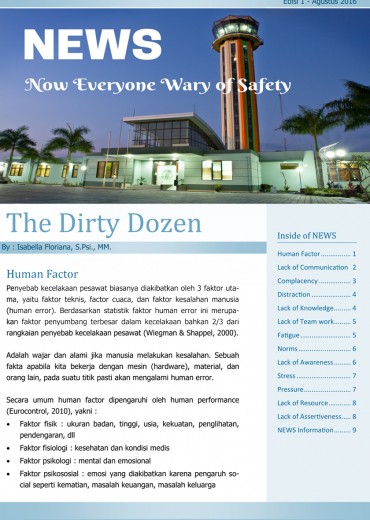 Edisi 1 - Agustus 2016
NEWS
Now Everyone Wary of Safety
The Dirty Dozen
By : Isabella Floriana, S.Psi., MM.
Human Factor
Penyebab kecelakaan pesawat biasanya diakibatkan oleh 3 faktor uta-
ma, yaitu faktor teknis, factor cuaca, dan faktor kesalahan manusia
(human error). Berdasarkan statistik faktor human error ini merupa-
kan faktor penyumbang terbesar dalam kecelakaan bahkan 2/3 dari
rangkaian penyebab kecelakaan pesawat (Wiegman & Shappel, 2000).
Adalah wajar dan alami jika manusia melakukan kesalahan. Sebuah
fakta apabila kita bekerja dengan mesin (hardware), material, dan
orang lain, pada suatu titik pasti akan mengalami human error.
Secara umum human factor dipengaruhi oleh human performance
(Eurocontrol, 2010), yakni :
• Faktor fisik : ukuran badan, tinggi, usia, kekuatan, penglihatan,
pendengaran, dll
• Faktor fisiologi : kesehatan dan kondisi medis
• Faktor psikologi : mental dan emosional
• Faktor psikososial : emosi yang diakibatkan karena pengaruh so-
cial seperti kematian, masalah keuangan, masalah keluarga
Inside of NEWS
Human Factor................ 1
Lack of Communication 2
Complacency ................ 3
Distraction .................... 4
Lack of Knowledge ........ 4
Lack of Team work........ 5
Fatigue........................... 5
Norms............................ 6
Lack of Awareness ........ 6
Stress ............................. 7
Pressure......................... 7
Lack of Resource........... 8
Lack of Assertiveness..... 8
NEWS Information......... 9